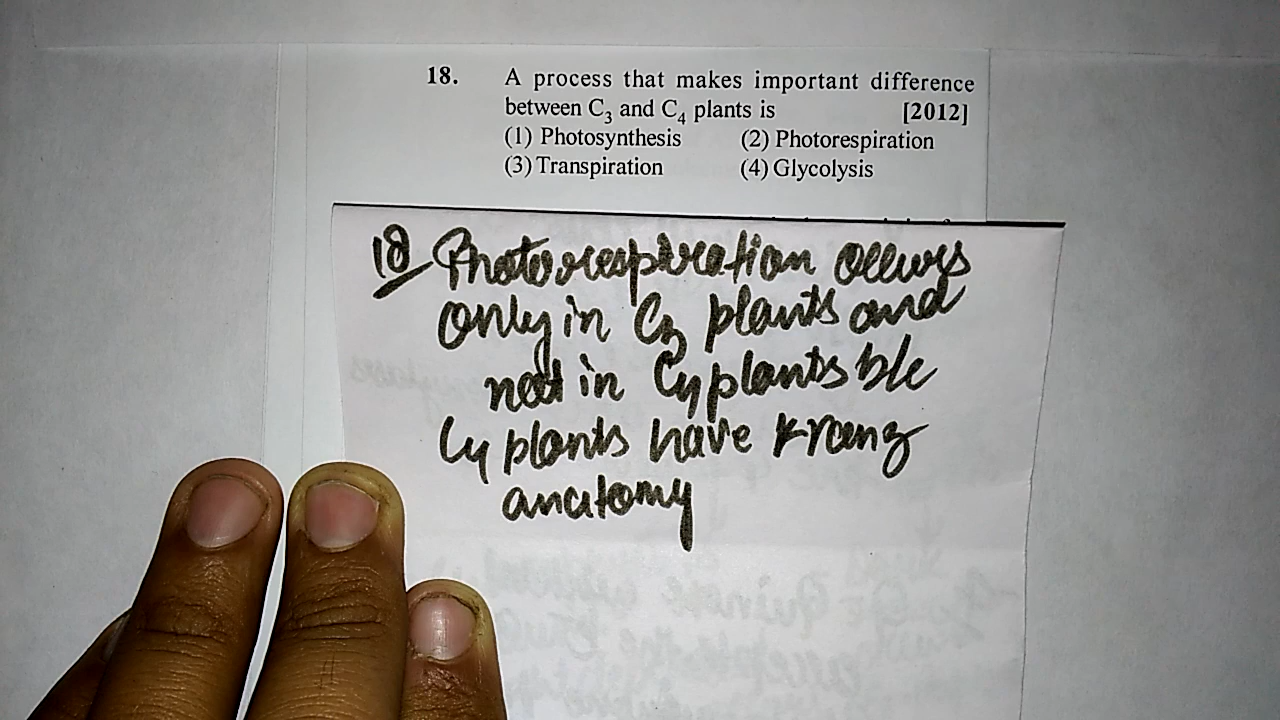 18. A process that makes important difference
between C₃ and C₄ plants is [2012]
(1) Photosynthesis (2) Photorespiration
(3) Transpiration (4) Glycolysis
18 Photorespiration occurs
only in C₃ plants and
not in C₄ plants b/c
C₄ plants have Kranz
anatomy